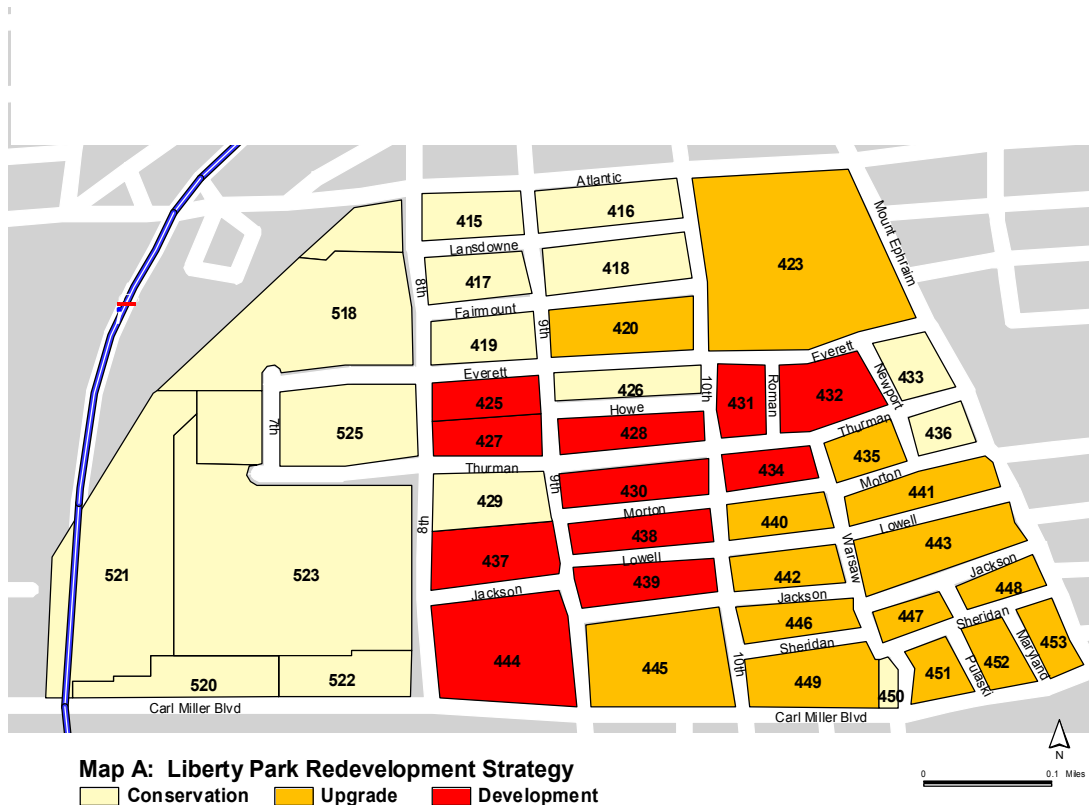 Atlantic
415
416
Lansdowne
Mount Ephraim
417
418
423
8th
518
Fairmount
9th
420
419
Everett
Everett
433
426
10th
431
Roman
432
Newport
425
Howe
7th
525
427
428
Thurman
436
Thurman
434
435
9th
430
Morton
429
441
8th
Morton
440
Lowell
438
443
Warsaw
437
Lowell
521
523
439
442
Jackson
Jackson
Jackson
448
446
447
Sheridan
Sheridan
Maryland
453
444
445
10th
451
452
Pulaski
520
522
449
450
Carl Miller Blvd
Carl Miller Blvd
N
Map A: Liberty Park Redevelopment Strategy
0 0.1 Miles
Conservation Upgrade Development